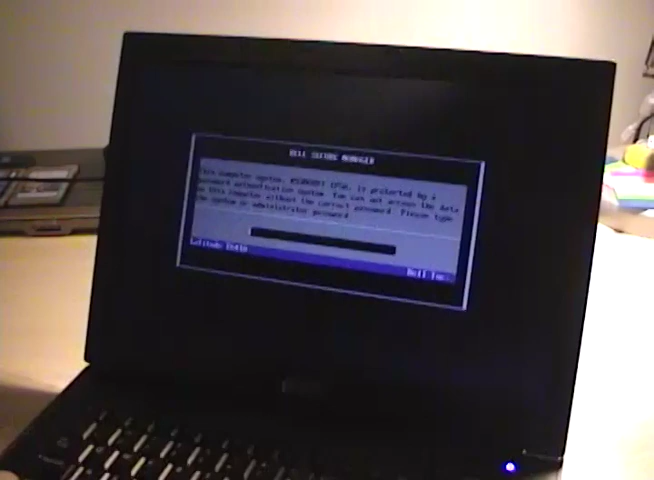 DELL SECURE MANAGER
This computer system, is protected by a
password authentication system. You can not access the data
on this computer without the correct password. Please type
the system or administrator password
Latitude
Dell Inc.